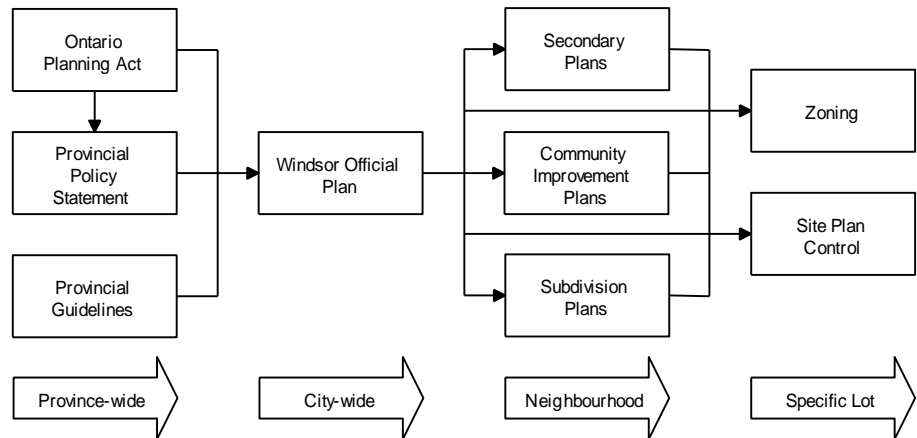 Ontario
Planning Act
Provincial
Policy
Statement
Provincial
Guidelines
Windsor Official
Plan
Secondary
Plans
Community
Improvement
Plans
Subdivision
Plans
Zoning
Site Plan
Control
Province-wide
City-wide
Neighbourhood
Specific Lot